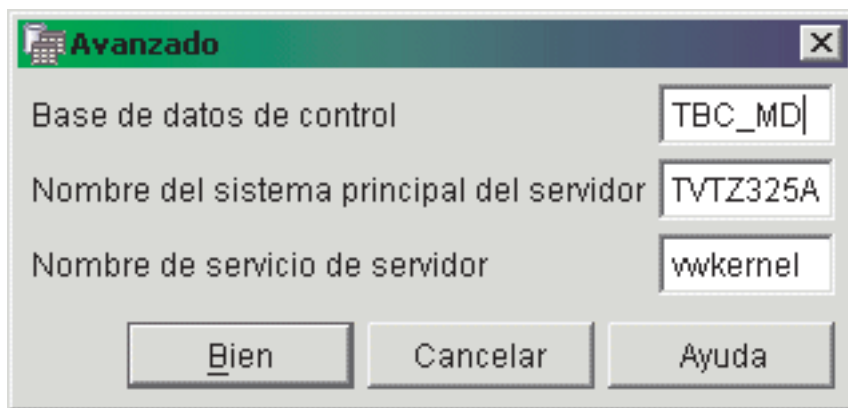 Avanzado
Base de datos de control TBC_MD
Nombre del sistema principal del servidor TVTZ325A
Nombre de servicio de servidor vwkernel
Bien Cancelar Ayuda